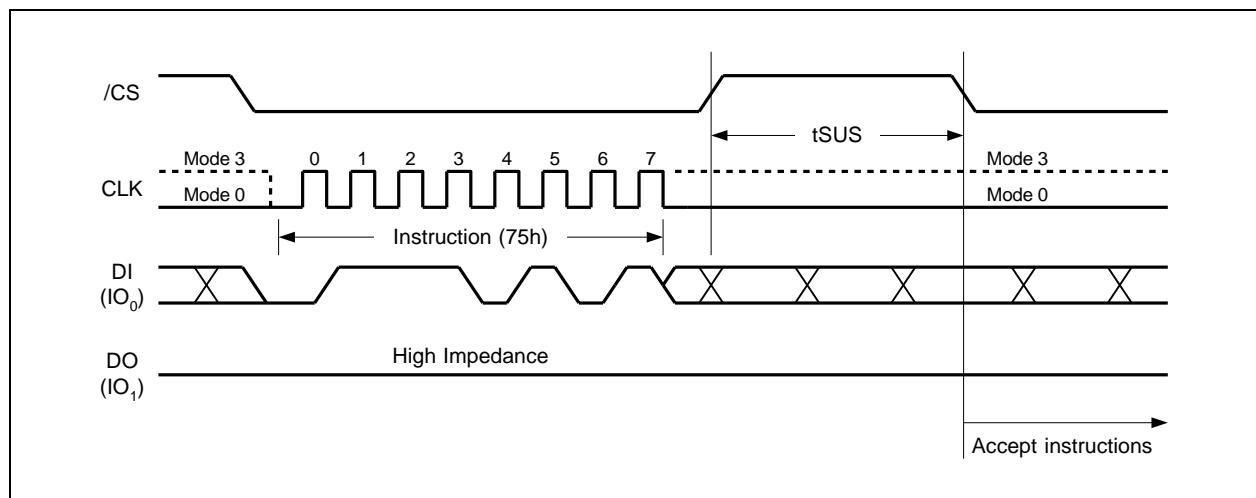 /CS
tSUS
Mode 3 0 1 2 3 4 5 6 7 Mode 3
CLK
Mode 0 Mode 0
Instruction (75h)
DI
(IO0)
High Impedance
DO
(IO1)
Accept instructions